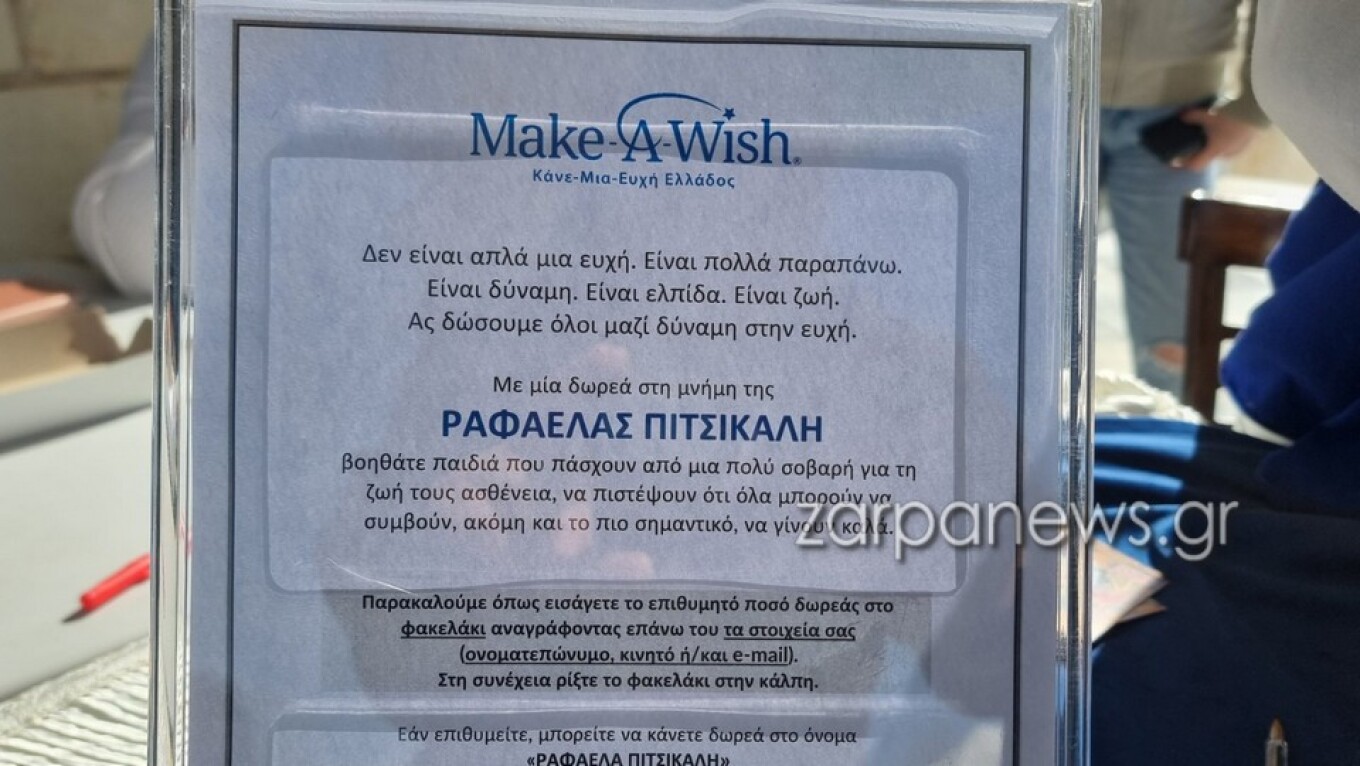 Make-A-Wish®
Κάνε-Μια-Ευχή Ελλάδος
Δεν είναι απλά μια ευχή. Είναι πολλά παραπάνω.
Είναι δύναμη. Είναι ελπίδα. Είναι ζωή.
Ας δώσουμε όλοι μαζί δύναμη στην ευχή.
Με μία δωρεά στη μνήμη της
ΡΑΦΑΕΛΑΣ ΠΙΤΣΙΚΑΛΗ
βοηθάτε παιδιά που πάσχουν από μια πολύ σοβαρή για τη
ζωή τους ασθένεια, να πιστέψουν ότι όλα μπορούν να
συμβούν, ακόμη και το πιο σημαντικό, να γίνουν καλά.
zarpanews.gr
Παρακαλούμε όπως εισάγετε το επιθυμητό ποσό δωρεάς στο
φακελάκι αναγράφοντας επάνω του τα στοιχεία σας
(ονοματεπώνυμο, κινητό ή/και e-mail).
Στη συνέχεια ρίξτε το φακελάκι στην κάλπη.
Εάν επιθυμείτε, μπορείτε να κάνετε δωρεά στο όνομα
«ΡΑΦΑΕΛΑ ΠΙΤΣΙΚΑΛΗ»